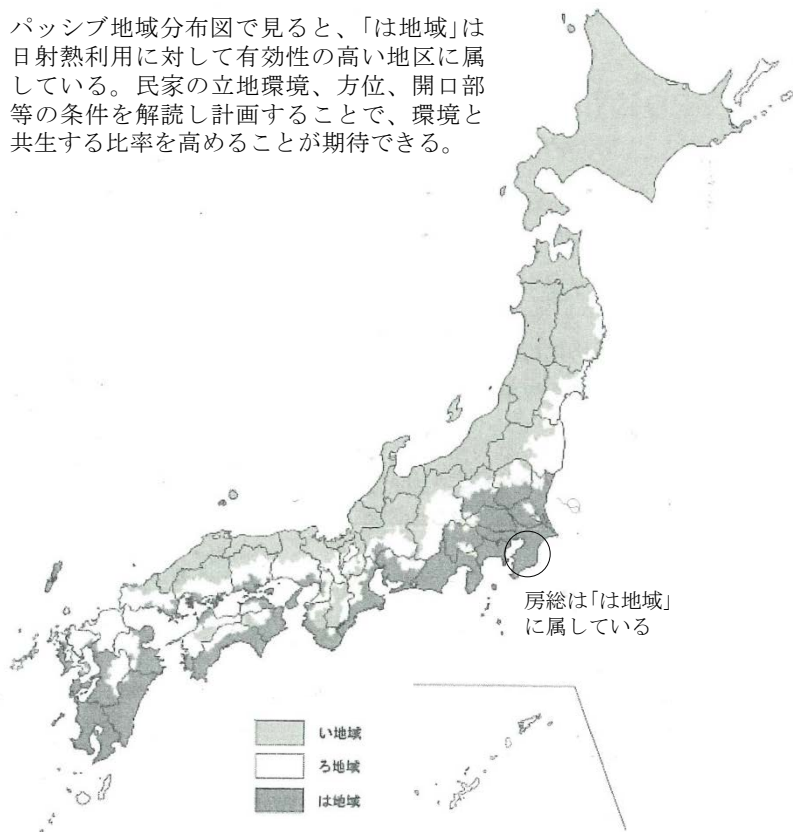 パッシブ地域分布図で見ると、「は地域」は
日射熱利用に対して有効性の高い地区に属
している。民家の立地環境、方位、開口部
等の条件を解読し計画することで、環境と
共生する比率を高めることが期待できる。
房総は「は地域」
に属している
い地域
ろ地域
は地域